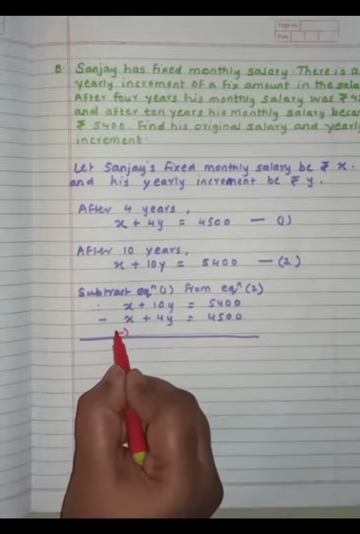 Page No.
Date
8. Sanjay has fixed monthly salary. There is a
yearly increment of a fix amount in the
After four years his monthly salary was ₹
and after ten years his monthly salary
₹ 5400. Find his original salary and yearly
increment.
Let Sanjay's fixed monthly salary be ₹ x.
and his yearly increment be ₹ y.
After 4 years,
x + 4y = 4500 — (1)
After 10 years,
x + 10y = 5400 — (2)
Subtract eqⁿ (1) from eqⁿ (2)
∴ x + 10y = 5400
- x + 4y = 4500
(-)